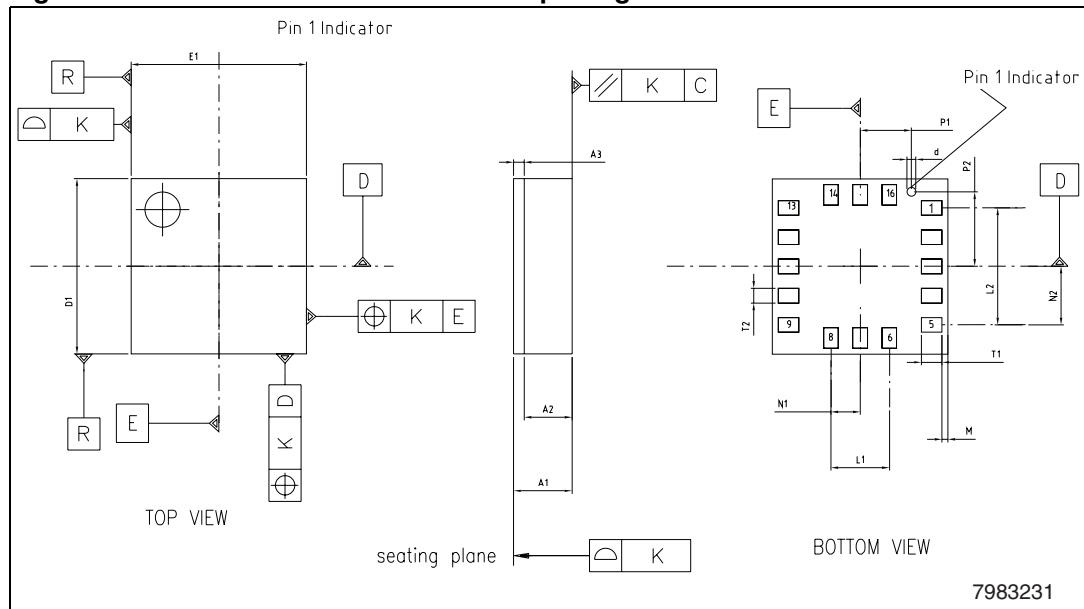 Pin 1 Indicator
E1
R
K
K C
Pin 1 Indicator
E
P1
A3
d
P2
D
D
14
16
13
1
D1
L2
N2
K E
T2
9
5
8
6
T1
R
E
K D
A2
N1
M
L1
A1
TOP VIEW
seating plane
K
BOTTOM VIEW
7983231